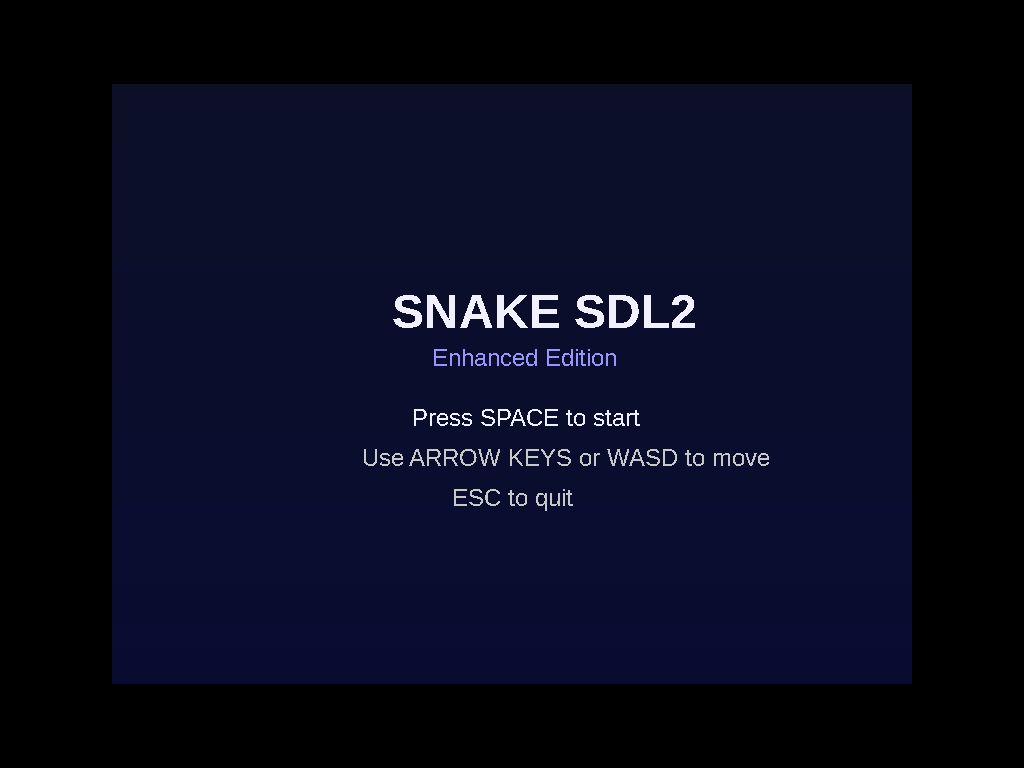 SNAKE SDL2
Enhanced Edition
Press SPACE to start
Use ARROW KEYS or WASD to move
ESC to quit